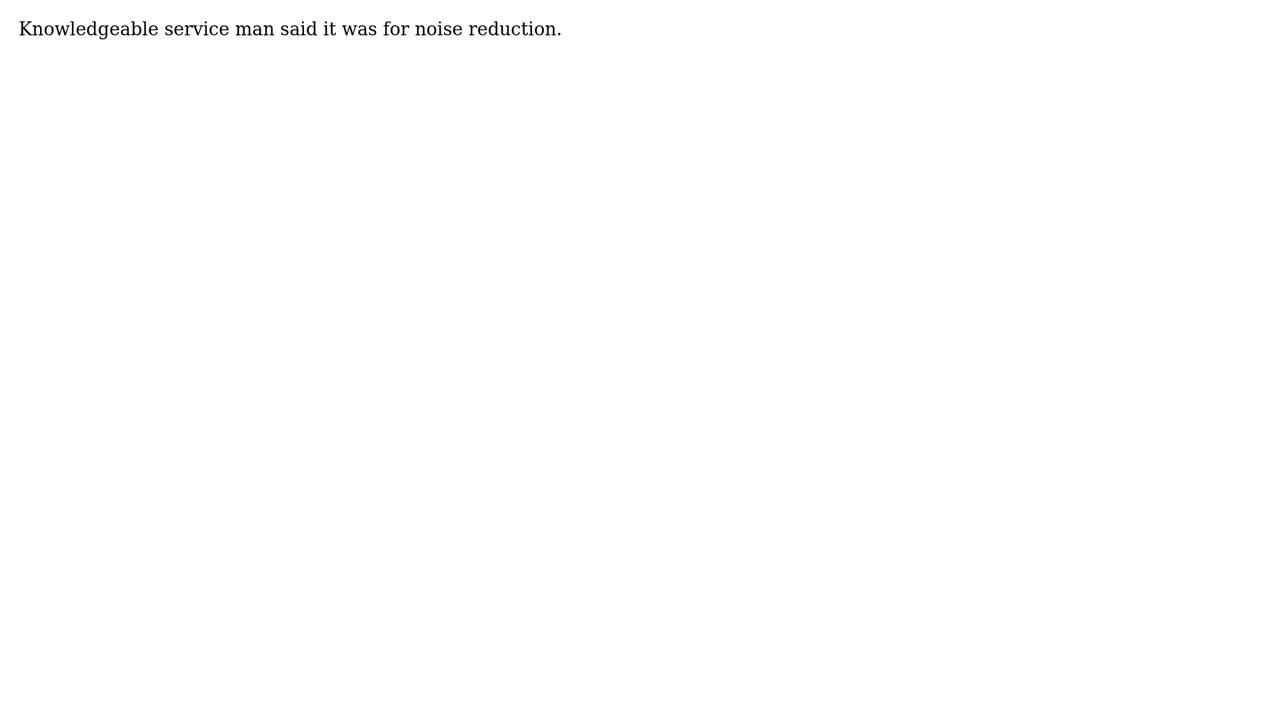 Knowledgeable service man said it was for noise reduction.